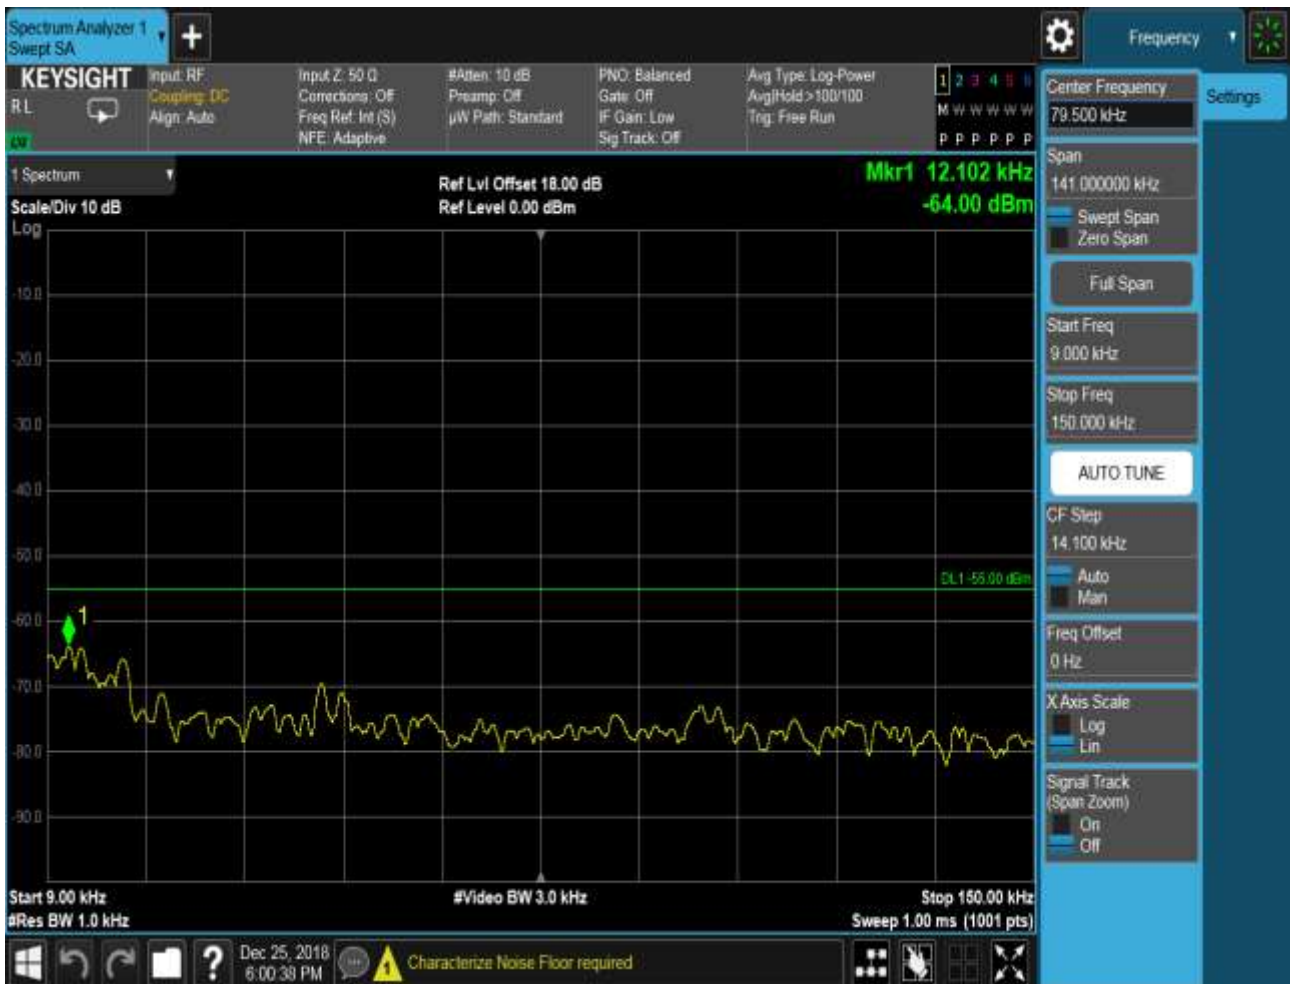 Spectrum Analyzer 1
Swept SA
Frequency
KEYSIGHT
R L
Input: RF
Coupling: DC
Align: Auto
Input Z: 50 Ω
Corrections: Off
Freq Ref: Int (S)
NFE: Adaptive
#Atten: 10 dB
Preamp: Off
µW Path: Standard
PNO: Balanced
Gate: Off
IF Gain: Low
Sig Track: Off
Avg Type: Log-Power
Avg|Hold >100/100
Trig: Free Run
1 2 3 4 5 6
M W W W W W
P P P P P P
1 Spectrum
Scale/Div 10 dB
Log
Ref Lvl Offset 18.00 dB
Ref Level 0.00 dBm
Mkr1 12.102 kHz
-64.00 dBm
-10.0
-20.0
-30.0
-40.0
-50.0
-60.0
-70.0
-80.0
-90.0
DL1 -55.00 dBm
1
Start 9.00 kHz
#Res BW 1.0 kHz
#Video BW 3.0 kHz
Stop 150.00 kHz
Sweep 1.00 ms (1001 pts)
Center Frequency
79.500 kHz
Settings
Span
141.000000 kHz
Swept Span
Zero Span
Full Span
Start Freq
9.000 kHz
Stop Freq
150.000 kHz
AUTO TUNE
CF Step
14.100 kHz
Auto
Man
Freq Offset
0 Hz
X Axis Scale
Log
Lin
Signal Track
(Span Zoom)
On
Off
?
Dec 25, 2018
6:00:38 PM
1
Characterize Noise Floor required